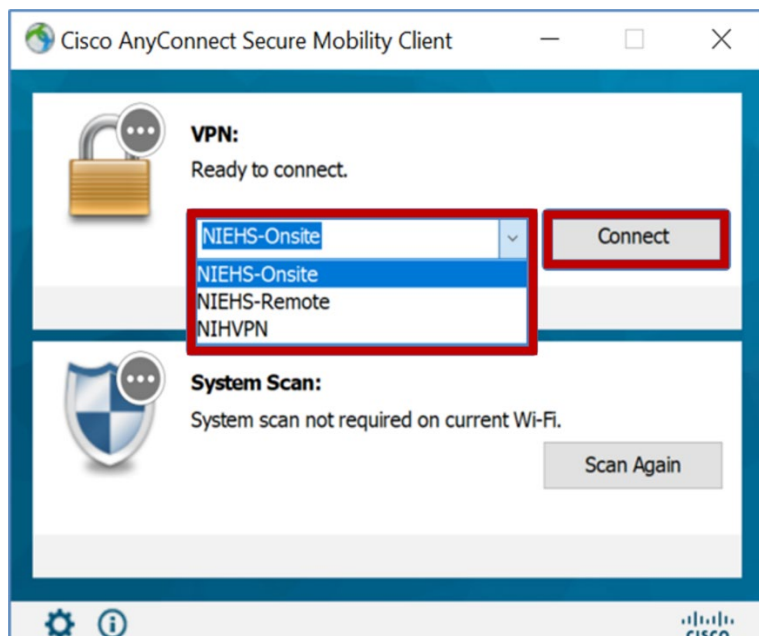 Cisco AnyConnect Secure Mobility Client
VPN:
Ready to connect.
NIEHS-Onsite
Connect
NIEHS-Onsite
NIEHS-Remote
NIHVPN
System Scan:
System scan not required on current Wi-Fi.
Scan Again
CISCO